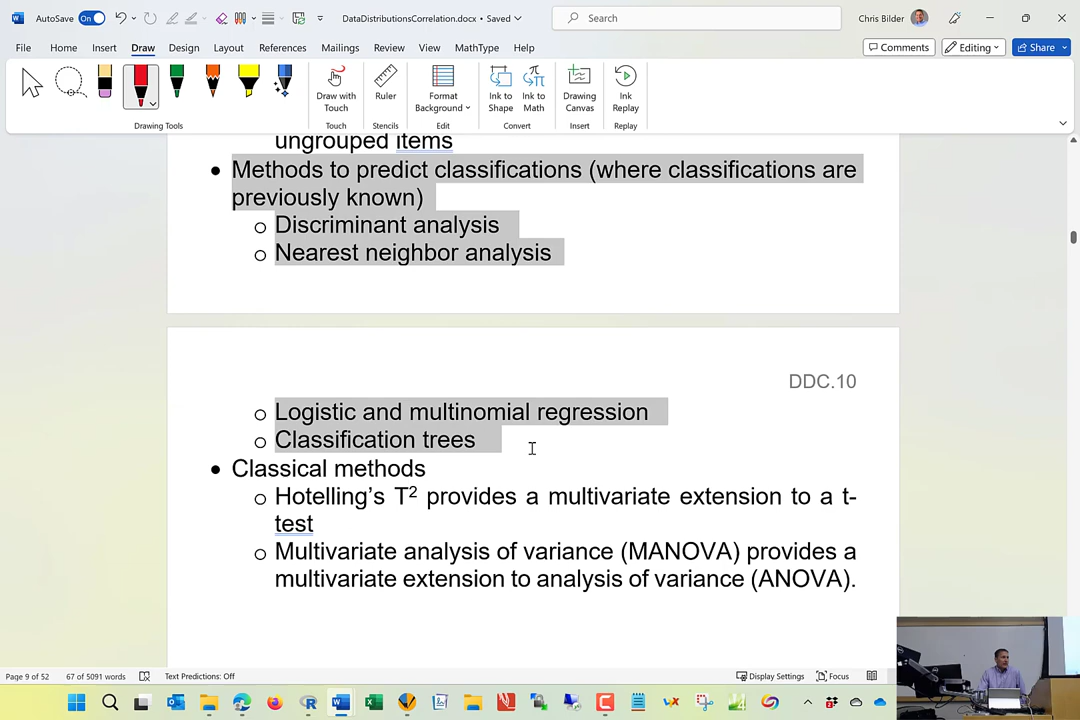 AutoSave On DataDistributionsCorrelation.docx • Saved Search Chris Bilder
File Home Insert Draw Design Layout References Mailings Review View MathType Help Comments Editing Share
Draw with Touch Ruler Format Background Ink to Shape Ink to Math Drawing Canvas Ink Replay
Drawing Tools Touch Stencils Edit Convert Insert Replay
ungrouped items
• Methods to predict classifications (where classifications are
previously known)
o Discriminant analysis
o Nearest neighbor analysis
DDC.10
o Logistic and multinomial regression
o Classification trees
• Classical methods
o Hotelling's T² provides a multivariate extension to a t-
test
o Multivariate analysis of variance (MANOVA) provides a
multivariate extension to analysis of variance (ANOVA).
Page 9 of 52 67 of 5091 words Text Predictions: Off Display Settings Focus